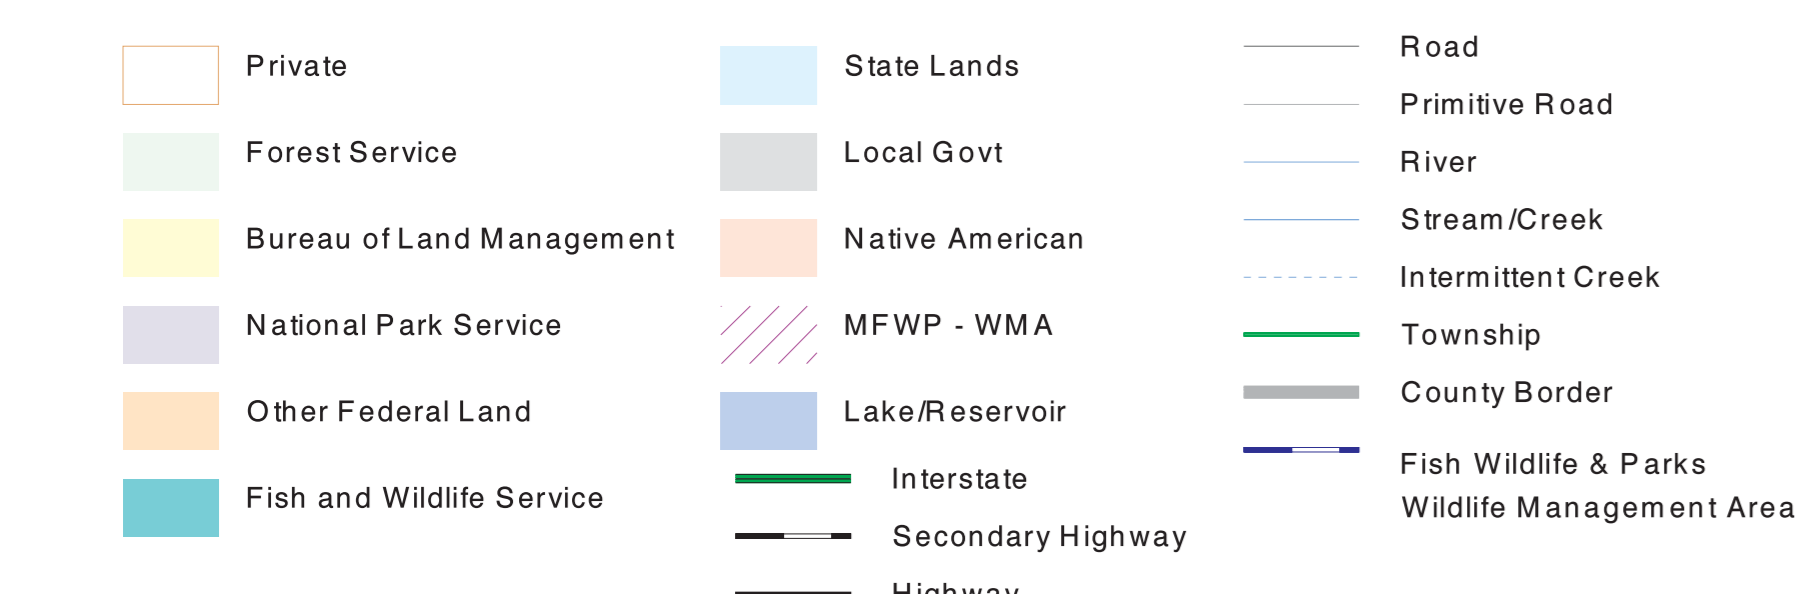 Private
Forest Service
Bureau of Land Management
National Park Service
Other Federal Land
Fish and Wildlife Service
State Lands
Local Govt
Native American
MFWP - WMA
Lake/Reservoir
Interstate
Secondary Highway
Highway
Road
Primitive Road
River
Stream/Creek
Intermittent Creek
Township
County Border
Fish Wildlife & Parks
Wildlife Management Area